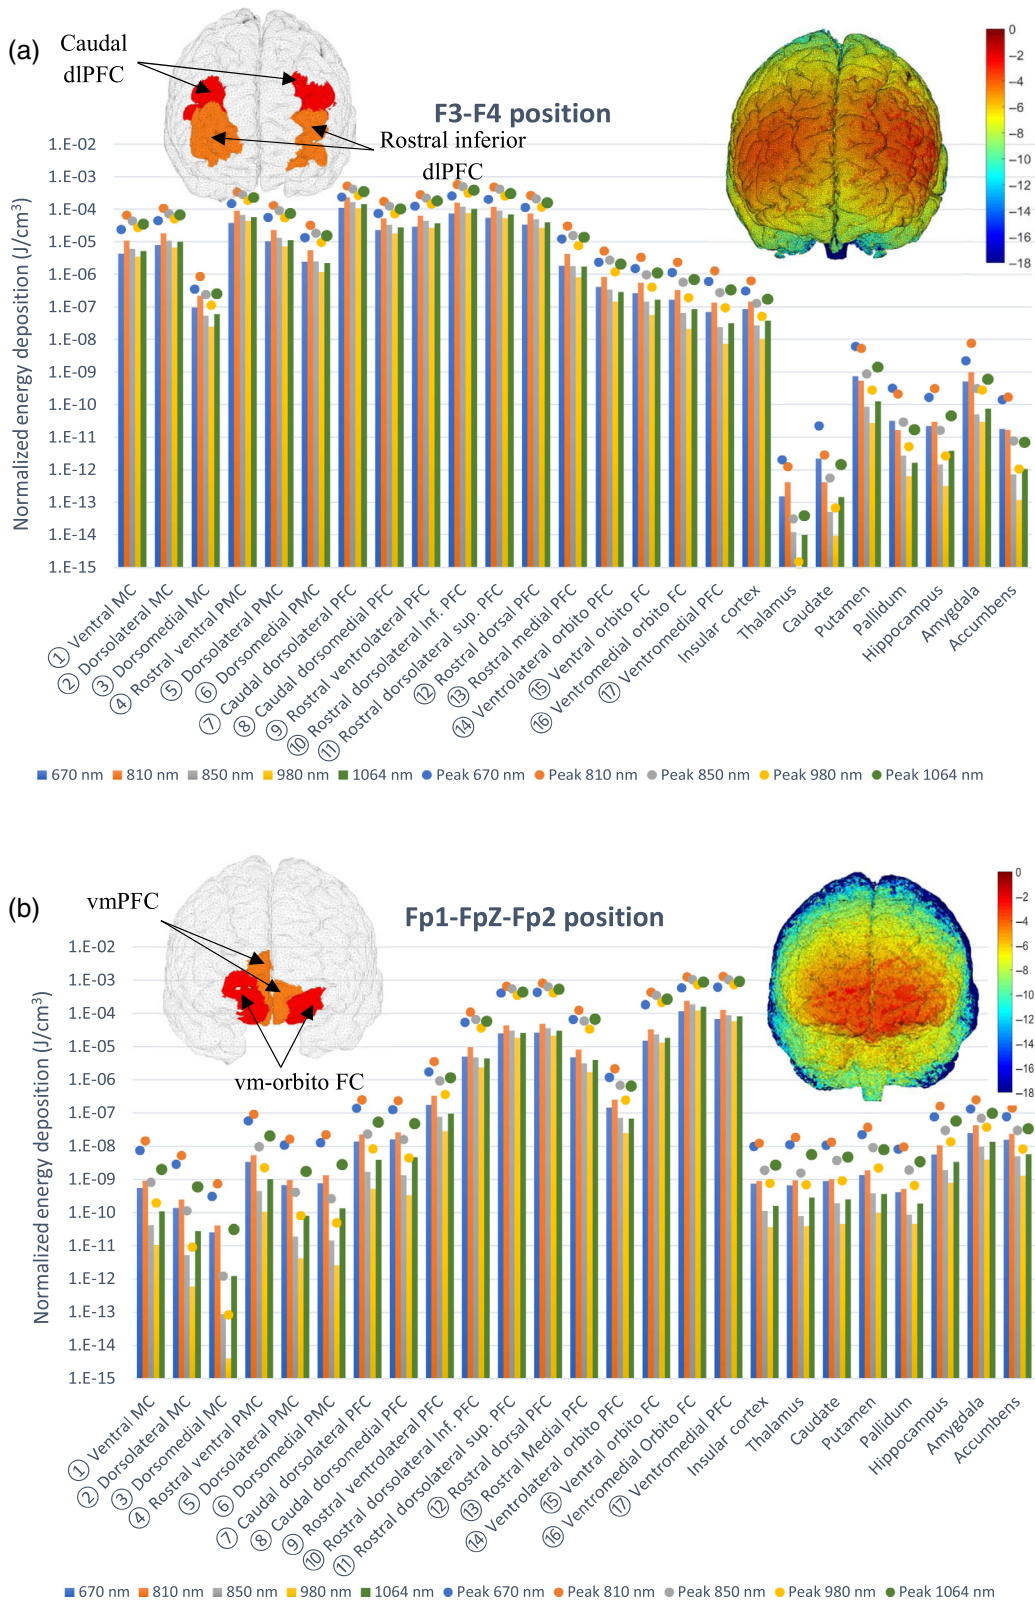 (a)
Caudal
dlPFC
F3-F4 position
Rostral inferior
dlPFC
Normalized energy deposition (J/cm³)
1.E-02
1.E-03
1.E-04
1.E-05
1.E-06
1.E-07
1.E-08
1.E-09
1.E-10
1.E-11
1.E-12
1.E-13
1.E-14
1.E-15
0
−2
−4
−6
−8
−10
−12
−14
−16
−18
① Ventral MC
② Dorsolateral MC
③ Dorsomedial MC
④ Rostral ventral PMC
⑤ Dorsolateral PMC
⑥ Dorsomedial PMC
⑦ Caudal dorsolateral PFC
⑧ Caudal dorsomedial PFC
⑨ Rostral ventrolateral PFC
⑩ Rostral dorsolateral Inf. PFC
⑪ Rostral dorsolateral sup. PFC
⑫ Rostral dorsal PFC
⑬ Rostral medial PFC
⑭ Ventrolateral orbito PFC
⑮ Ventral orbito FC
⑯ Ventromedial orbito FC
⑰ Ventromedial PFC
Insular cortex
Thalamus
Caudate
Putamen
Pallidum
Hippocampus
Amygdala
Accumbens
670 nm 810 nm 850 nm 980 nm 1064 nm Peak 670 nm Peak 810 nm Peak 850 nm Peak 980 nm Peak 1064 nm
(b)
vmPFC
Fp1-FpZ-Fp2 position
vm-orbito FC
Normalized energy deposition (J/cm³)
1.E-02
1.E-03
1.E-04
1.E-05
1.E-06
1.E-07
1.E-08
1.E-09
1.E-10
1.E-11
1.E-12
1.E-13
1.E-14
1.E-15
0
−2
−4
−6
−8
−10
−12
−14
−16
−18
① Ventral MC
② Dorsolateral MC
③ Dorsomedial MC
④ Rostral ventral PMC
⑤ Dorsolateral PMC
⑥ Dorsomedial PMC
⑦ Caudal dorsolateral PFC
⑧ Caudal dorsomedial PFC
⑨ Rostral ventrolateral PFC
⑩ Rostral dorsolateral Inf. PFC
⑪ Rostral dorsolateral sup. PFC
⑫ Rostral dorsal PFC
⑬ Rostral Medial PFC
⑭ Ventrolateral orbito PFC
⑮ Ventral orbito FC
⑯ Ventromedial Orbito FC
⑰ Ventromedial PFC
Insular cortex
Thalamus
Caudate
Putamen
Pallidum
Hippocampus
Amygdala
Accumbens
670 nm 810 nm 850 nm 980 nm 1064 nm Peak 670 nm Peak 810 nm Peak 850 nm Peak 980 nm Peak 1064 nm